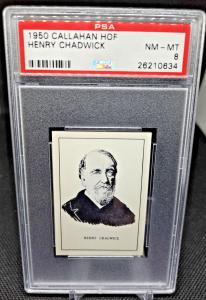 PSA
1950 CALLAHAN HOF
HENRY CHADWICK
NM - MT
8
26210634
HENRY CHADWICK